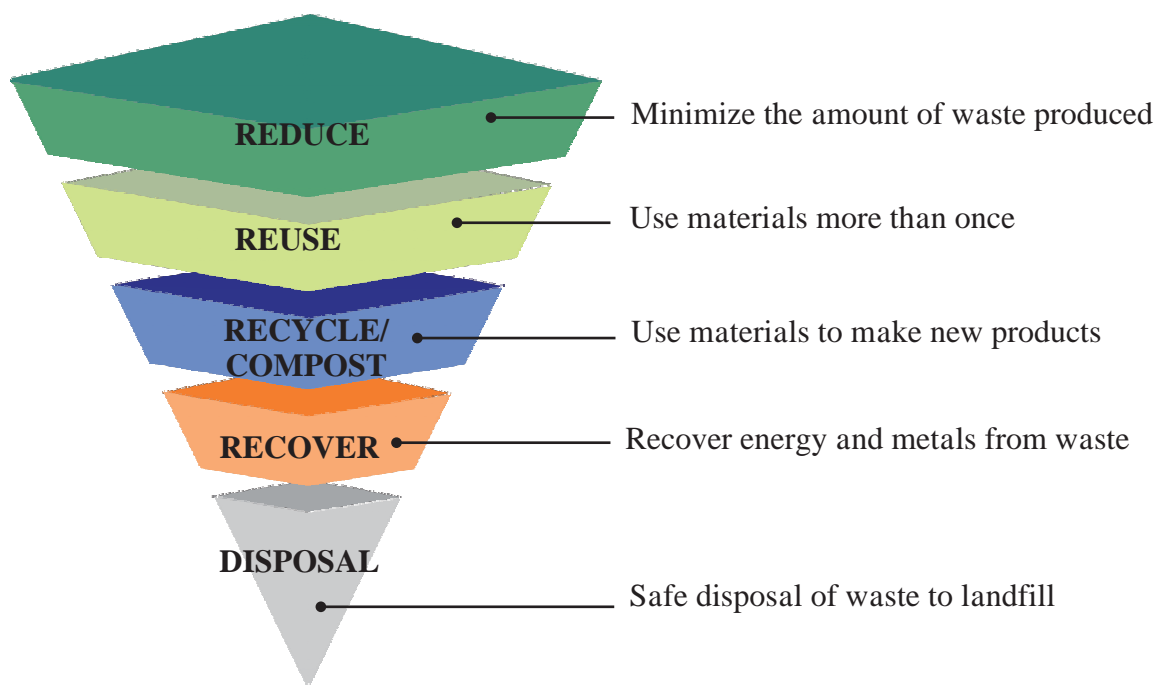 REDUCE
Minimize the amount of waste produced
REUSE
Use materials more than once
RECYCLE/
COMPOST
Use materials to make new products
RECOVER
Recover energy and metals from waste
DISPOSAL
Safe disposal of waste to landfill